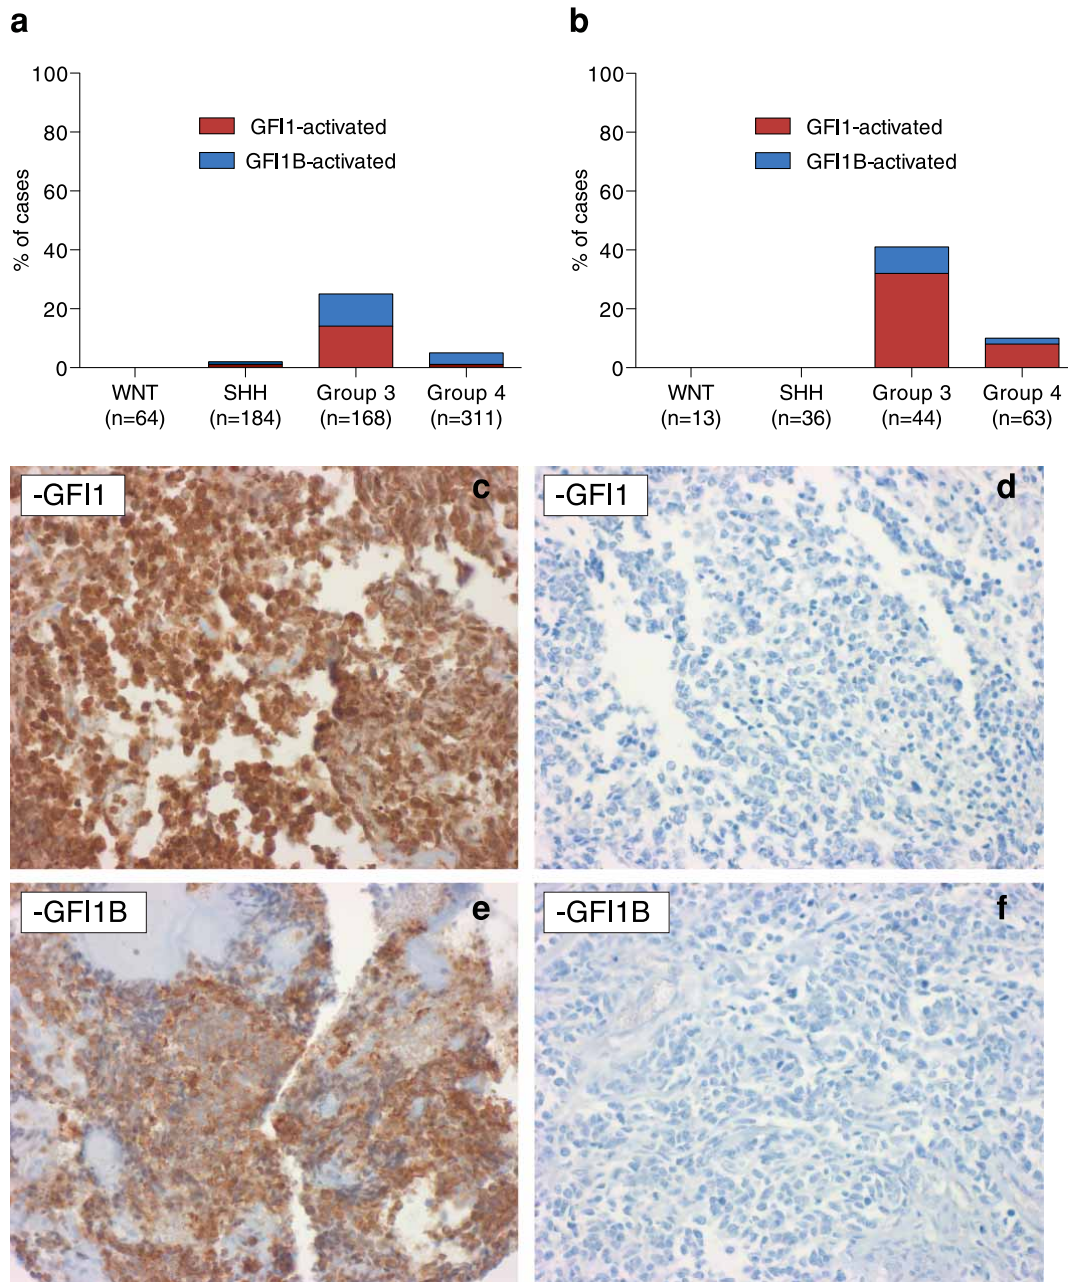 a
100
80
60
40
20
0
% of cases
GFI1-activated
GFI1B-activated
WNT
(n=64)
SHH
(n=184)
Group 3
(n=168)
Group 4
(n=311)
b
100
80
60
40
20
0
% of cases
GFI1-activated
GFI1B-activated
WNT
(n=13)
SHH
(n=36)
Group 3
(n=44)
Group 4
(n=63)
-GFI1
c
-GFI1
d
-GFI1B
e
-GFI1B
f